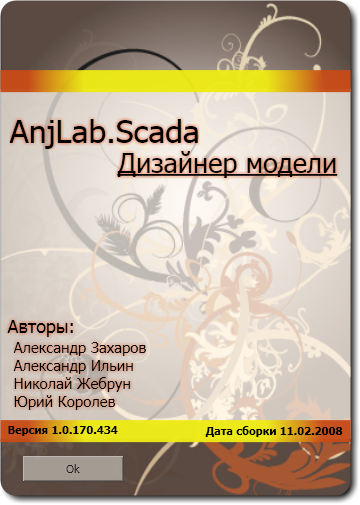 AnjLab.Scada
Дизайнер модели
Авторы:
Александр Захаров
Александр Ильин
Николай Жебрун
Юрий Королев
Версия 1.0.170.434
Дата сборки 11.02.2008
Ok